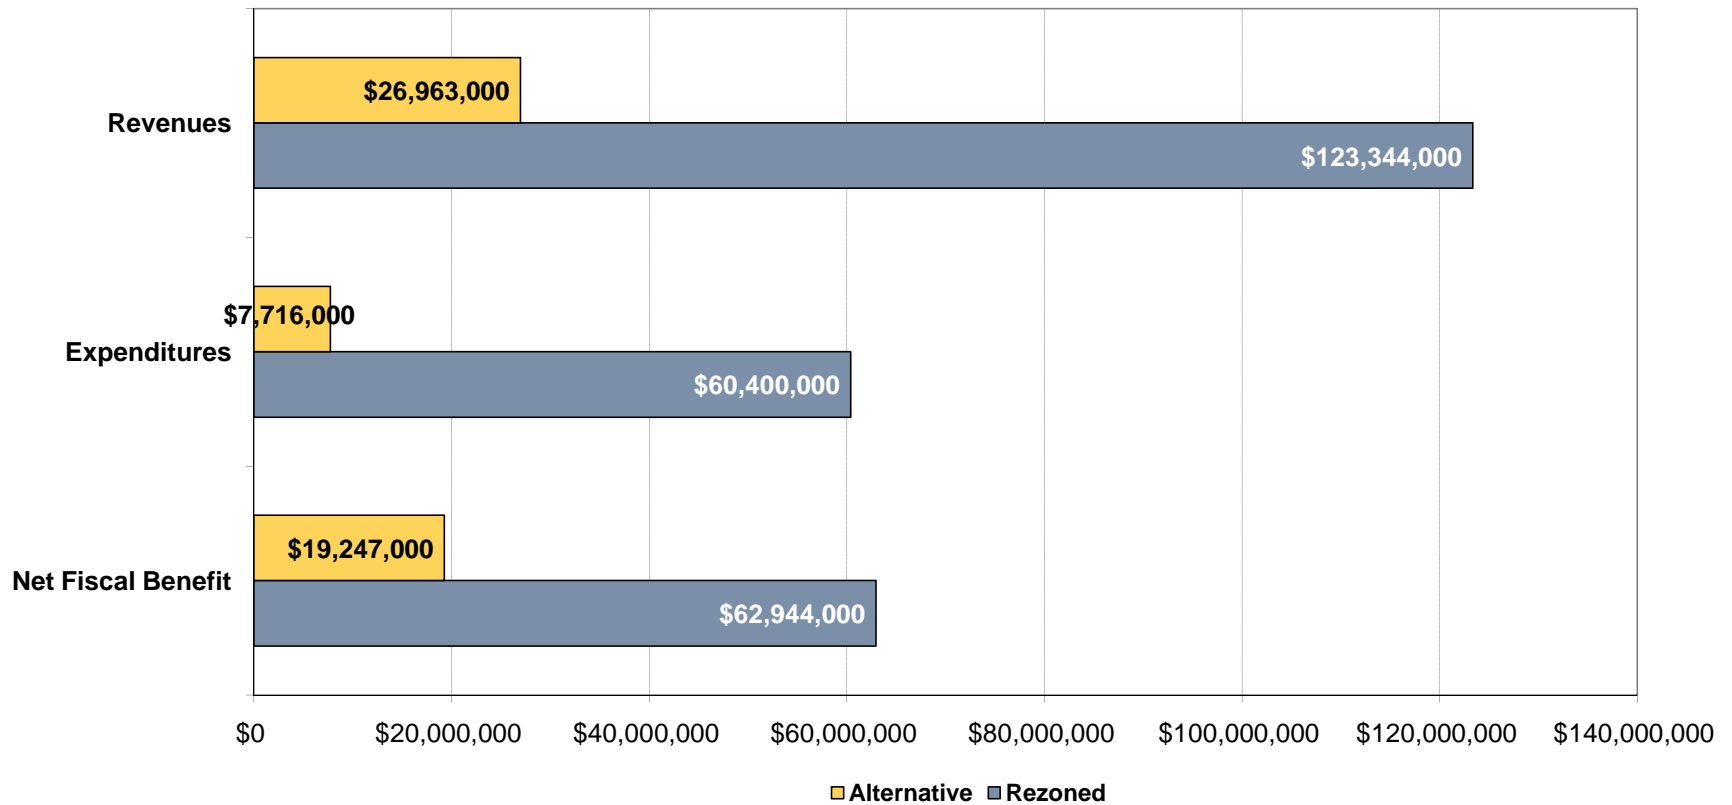 $26,963,000
Revenues
$123,344,000
$7,716,000
Expenditures
$60,400,000
$19,247,000
Net Fiscal Benefit
$62,944,000
$0 $20,000,000 $40,000,000 $60,000,000 $80,000,000 $100,000,000 $120,000,000 $140,000,000
Alternative Rezoned